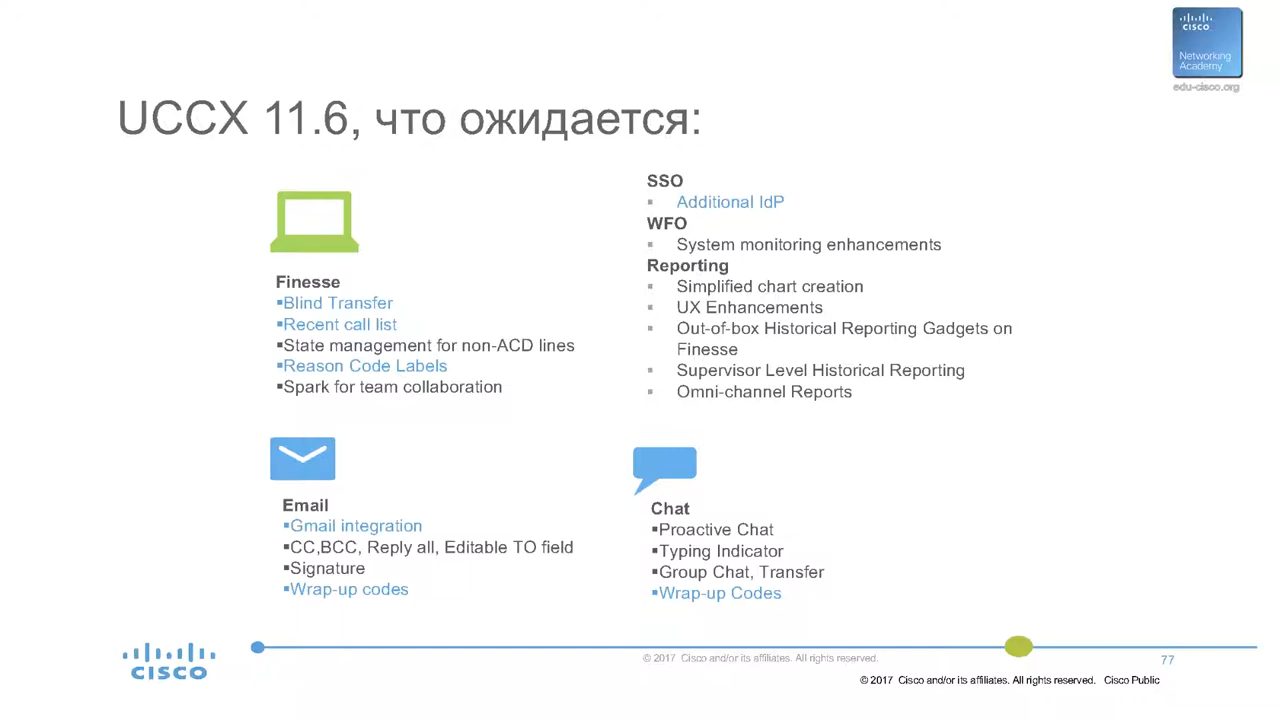 CISCO
Networking
Academy
edu-cisco.org
UCCX 11.6, что ожидается:
Finesse
▪Blind Transfer
▪Recent call list
▪State management for non-ACD lines
▪Reason Code Labels
▪Spark for team collaboration
SSO
▪ Additional IdP
WFO
▪ System monitoring enhancements
Reporting
▪ Simplified chart creation
▪ UX Enhancements
▪ Out-of-box Historical Reporting Gadgets on
Finesse
▪ Supervisor Level Historical Reporting
▪ Omni-channel Reports
Email
▪Gmail integration
▪CC,BCC, Reply all, Editable TO field
▪Signature
▪Wrap-up codes
Chat
▪Proactive Chat
▪Typing Indicator
▪Group Chat, Transfer
▪Wrap-up Codes
CISCO
© 2017 Cisco and/or its affiliates. All rights reserved.
77
© 2017 Cisco and/or its affiliates. All rights reserved. Cisco Public